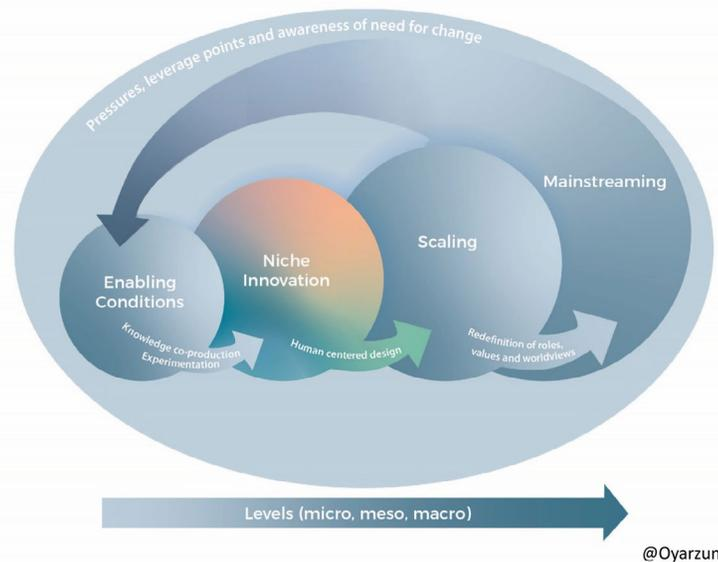 Pressures, leverage points and awareness of need for change
Mainstreaming
Scaling
Niche
Innovation
Enabling
Conditions
Knowledge co-production
Experimentation
Human centered design
Redefinition of roles,
values and worldviews
Levels (micro, meso, macro)
@Oyarzun